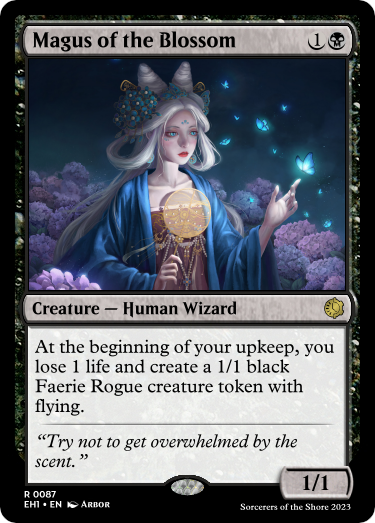 Magus of the Blossom 1
Creature — Human Wizard
At the beginning of your upkeep, you
lose 1 life and create a 1/1 black
Faerie Rogue creature token with
flying.
“Try not to get overwhelmed by the
scent.”
1/1
R 0087
EH1 • EN ARBOR
Sorcerers of the Shore 2023